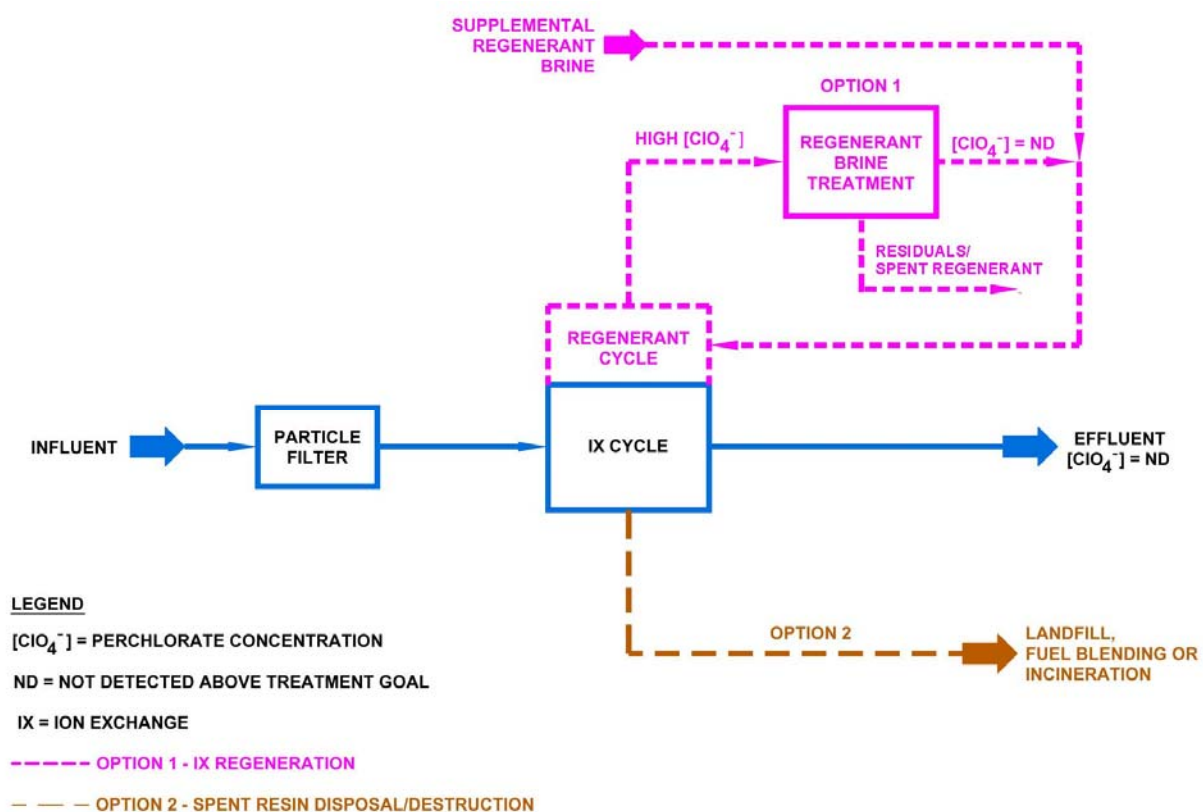 SUPPLEMENTAL
REGENERANT
BRINE
OPTION 1
HIGH [ClO₄⁻]
REGENERANT
BRINE
TREATMENT
[ClO₄⁻] = ND
RESIDUALS/
SPENT REGENERANT
REGENERANT
CYCLE
INFLUENT
PARTICLE
FILTER
IX CYCLE
EFFLUENT
[ClO₄⁻] = ND
OPTION 2
LANDFILL,
FUEL BLENDING OR
INCINERATION
LEGEND
[ClO₄⁻] = PERCHLORATE CONCENTRATION
ND = NOT DETECTED ABOVE TREATMENT GOAL
IX = ION EXCHANGE
OPTION 1 - IX REGENERATION
OPTION 2 - SPENT RESIN DISPOSAL/DESTRUCTION